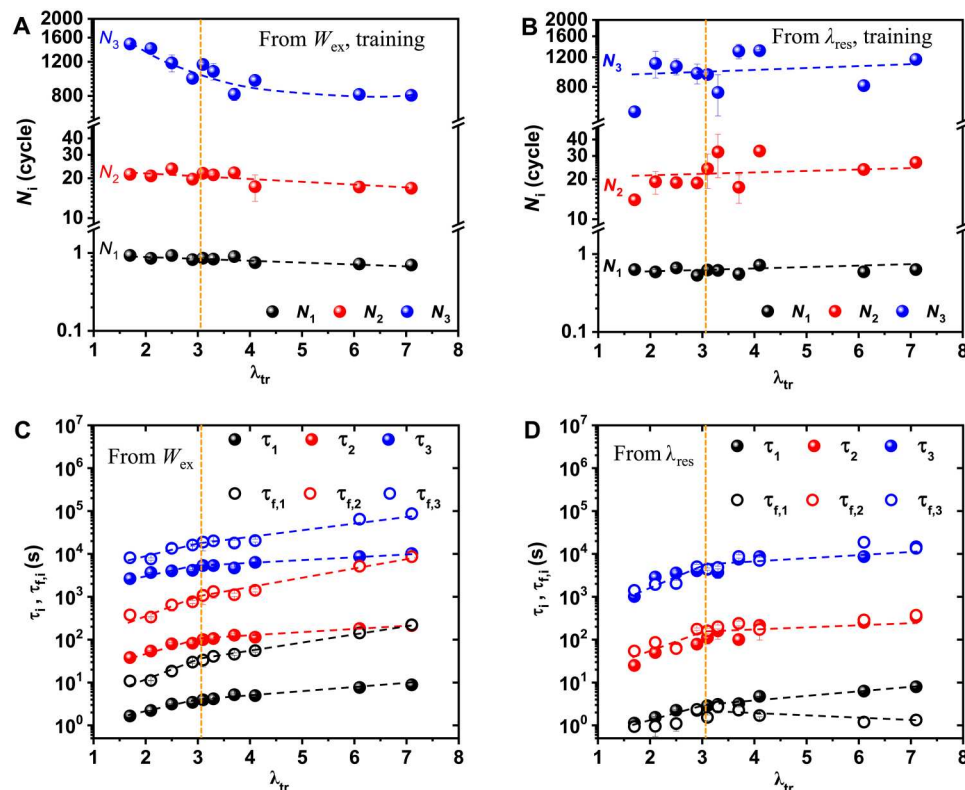 A
From Wex, training
N3
N2
N1
2000
1600
1200
800
40
30
20
10
1
0.1
Ni (cycle)
N1 N2 N3
1 2 3 4 5 6 7 8
λtr
B
From λres, training
N3
N2
N1
2000
1600
1200
800
40
30
20
10
1
0.1
Ni (cycle)
N1 N2 N3
1 2 3 4 5 6 7 8
λtr
C
From Wex
τ1 τ2 τ3
τf,1 τf,2 τf,3
10^7
10^6
10^5
10^4
10^3
10^2
10^1
10^0
τi , τf,i (s)
1 2 3 4 5 6 7 8
λtr
D
From λres
τ1 τ2 τ3
τf,1 τf,2 τf,3
10^7
10^6
10^5
10^4
10^3
10^2
10^1
10^0
τi , τf,i (s)
1 2 3 4 5 6 7 8
λtr